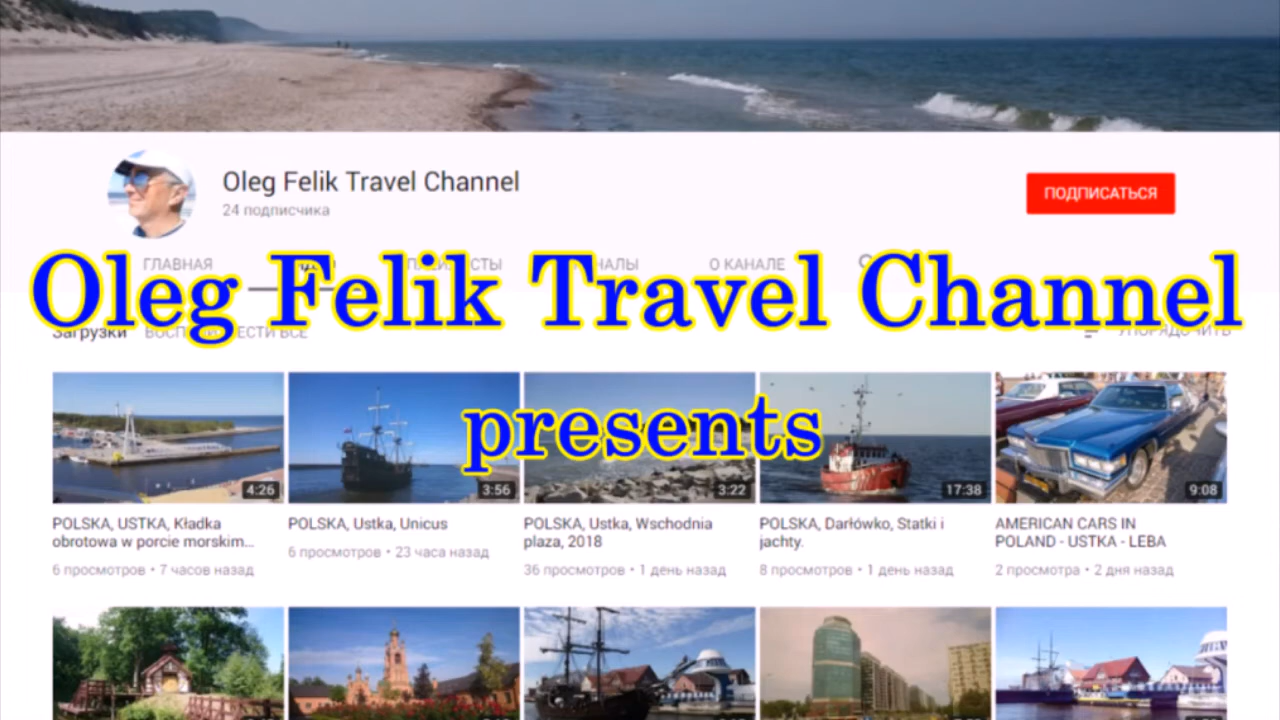 Oleg Felik Travel Channel
24 подписчика
ПОДПИСАТЬСЯ
ГЛАВНАЯ
О КАНАЛЕ
Oleg Felik Travel Channel
Загрузки
УПОРЯДОЧИТЬ
presents
4:26
3:56
3:22
17:38
9:08
POLSKA, USTKA, Kładka
obrotowa w porcie morskim...
6 просмотров • 7 часов назад
POLSKA, Ustka, Unicus
6 просмотров • 23 часа назад
POLSKA, Ustka, Wschodnia
plaza, 2018
36 просмотров • 1 день назад
POLSKA, Darłówko, Statki i
jachty.
8 просмотров • 1 день назад
AMERICAN CARS IN
POLAND - USTKA - LEBA
2 просмотра • 2 дня назад